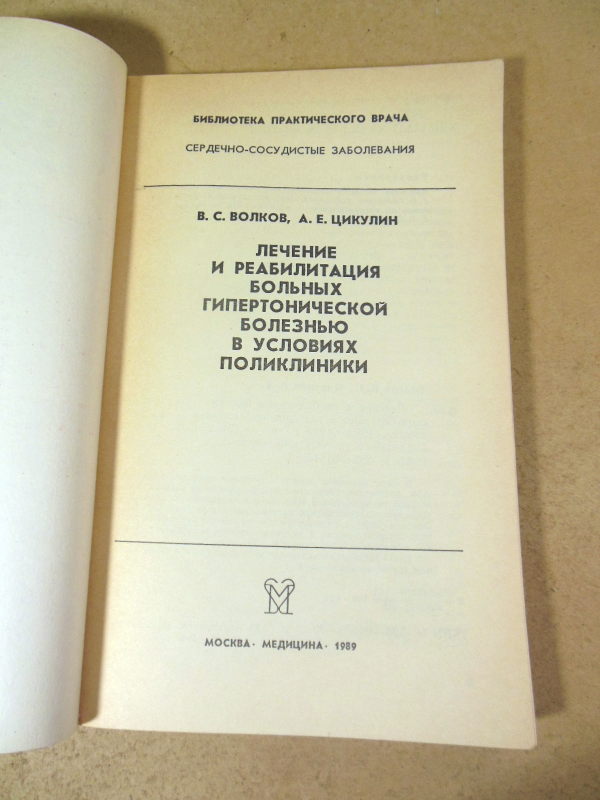 БИБЛИОТЕКА ПРАКТИЧЕСКОГО ВРАЧА
СЕРДЕЧНО-СОСУДИСТЫЕ ЗАБОЛЕВАНИЯ
В. С. ВОЛКОВ, А. Е. ЦИКУЛИН
ЛЕЧЕНИЕ
И РЕАБИЛИТАЦИЯ
БОЛЬНЫХ
ГИПЕРТОНИЧЕСКОЙ
БОЛЕЗНЬЮ
В УСЛОВИЯХ
ПОЛИКЛИНИКИ
МОСКВА · МЕДИЦИНА · 1989